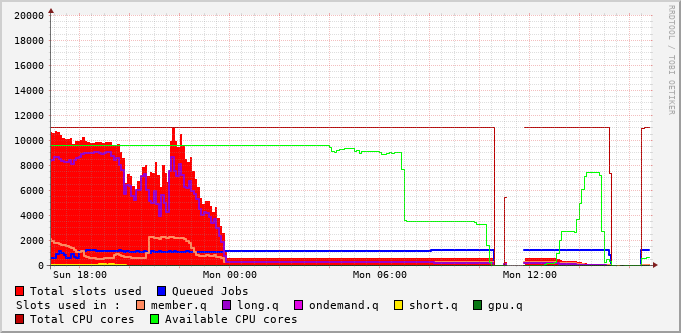 20000
18000
16000
14000
12000
10000
8000
6000
4000
2000
0
Sun 18:00 Mon 00:00 Mon 06:00 Mon 12:00
RRDTOOL / TOBI OETIKER
Total slots used Queued Jobs
Slots used in : member.q long.q ondemand.q short.q gpu.q
Total CPU cores Available CPU cores